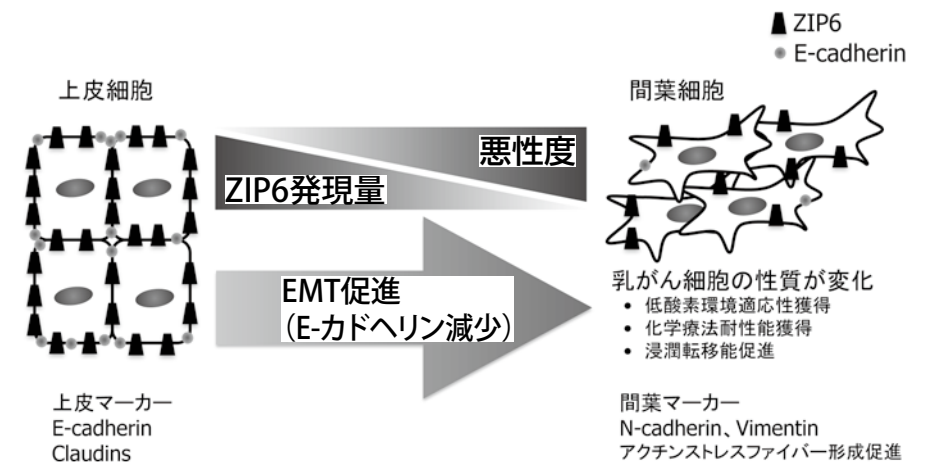 ZIP6
E-cadherin
上皮細胞
間葉細胞
悪性度
ZIP6発現量
EMT促進
（E-カドヘリン減少）
乳がん細胞の性質が変化
• 低酸素環境適応性獲得
• 化学療法耐性能獲得
• 浸潤転移能促進
上皮マーカー
E-cadherin
Claudins
間葉マーカー
N-cadherin、Vimentin
アクチンストレスファイバー形成促進